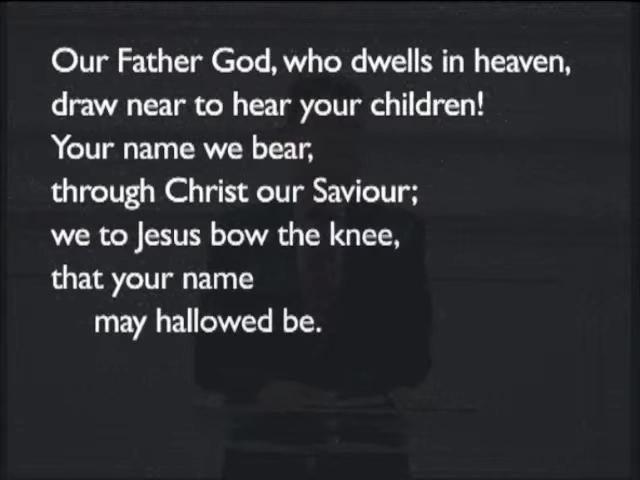 Our Father God, who dwells in heaven,
draw near to hear your children!
Your name we bear,
through Christ our Saviour;
we to Jesus bow the knee,
that your name
may hallowed be.